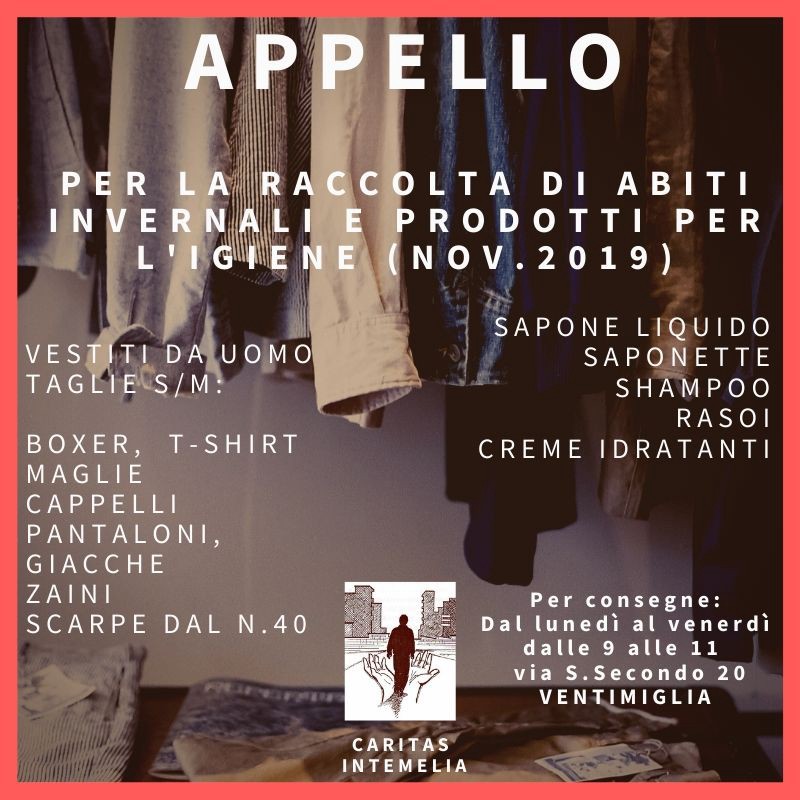 APPELLO
PER LA RACCOLTA DI ABITI
INVERNALI E PRODOTTI PER
L'IGIENE (NOV.2019)
VESTITI DA UOMO
TAGLIE S/M:
BOXER, T-SHIRT
MAGLIE
CAPPELLI
PANTALONI,
GIACCHE
ZAINI
SCARPE DAL N.40
SAPONE LIQUIDO
SAPONETTE
SHAMPOO
RASOI
CREME IDRATANTI
Per consegne:
Dal lunedì al venerdì
dalle 9 alle 11
via S.Secondo 20
VENTIMIGLIA
CARITAS
INTEMELIA